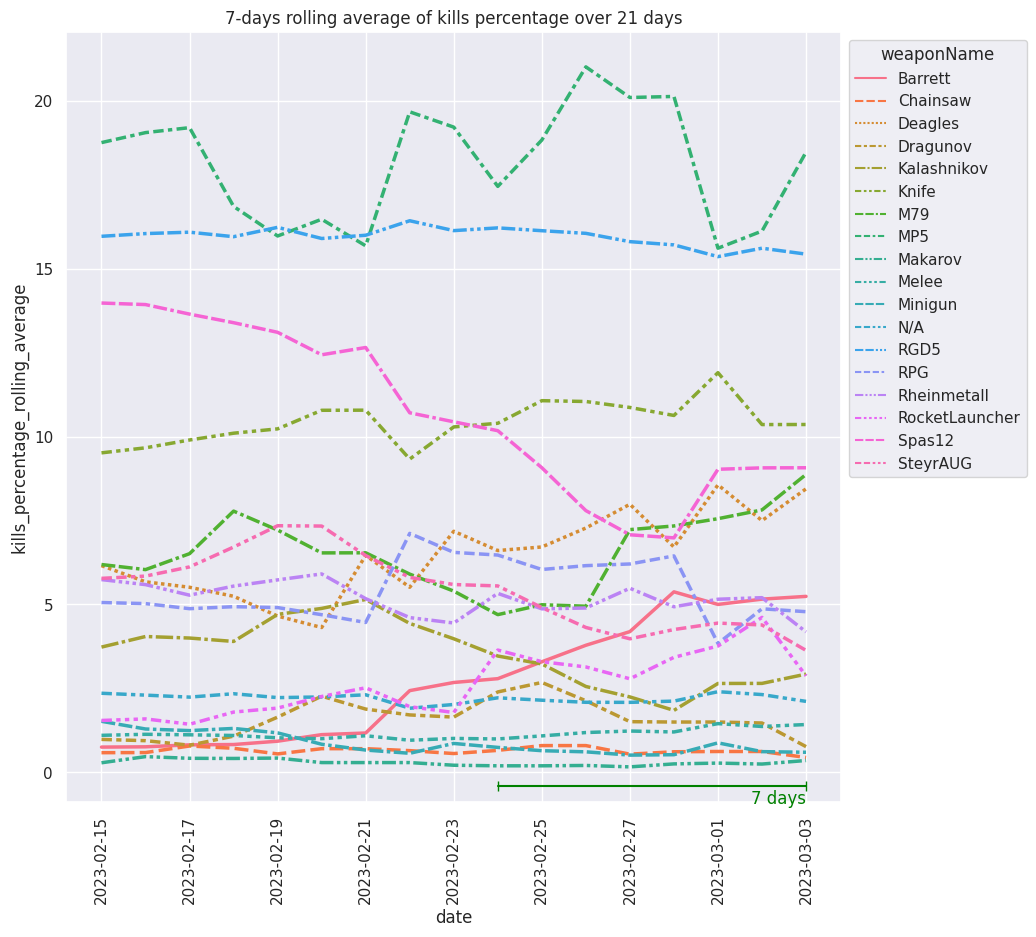 7-days rolling average of kills percentage over 21 days
kills_percentage_rolling_average
20
15
10
5
0
7 days
2023-02-15
2023-02-17
2023-02-19
2023-02-21
2023-02-23
2023-02-25
2023-02-27
2023-03-01
2023-03-03
date
weaponName
Barrett
Chainsaw
Deagles
Dragunov
Kalashnikov
Knife
M79
MP5
Makarov
Melee
Minigun
N/A
RGD5
RPG
Rheinmetall
RocketLauncher
Spas12
SteyrAUG